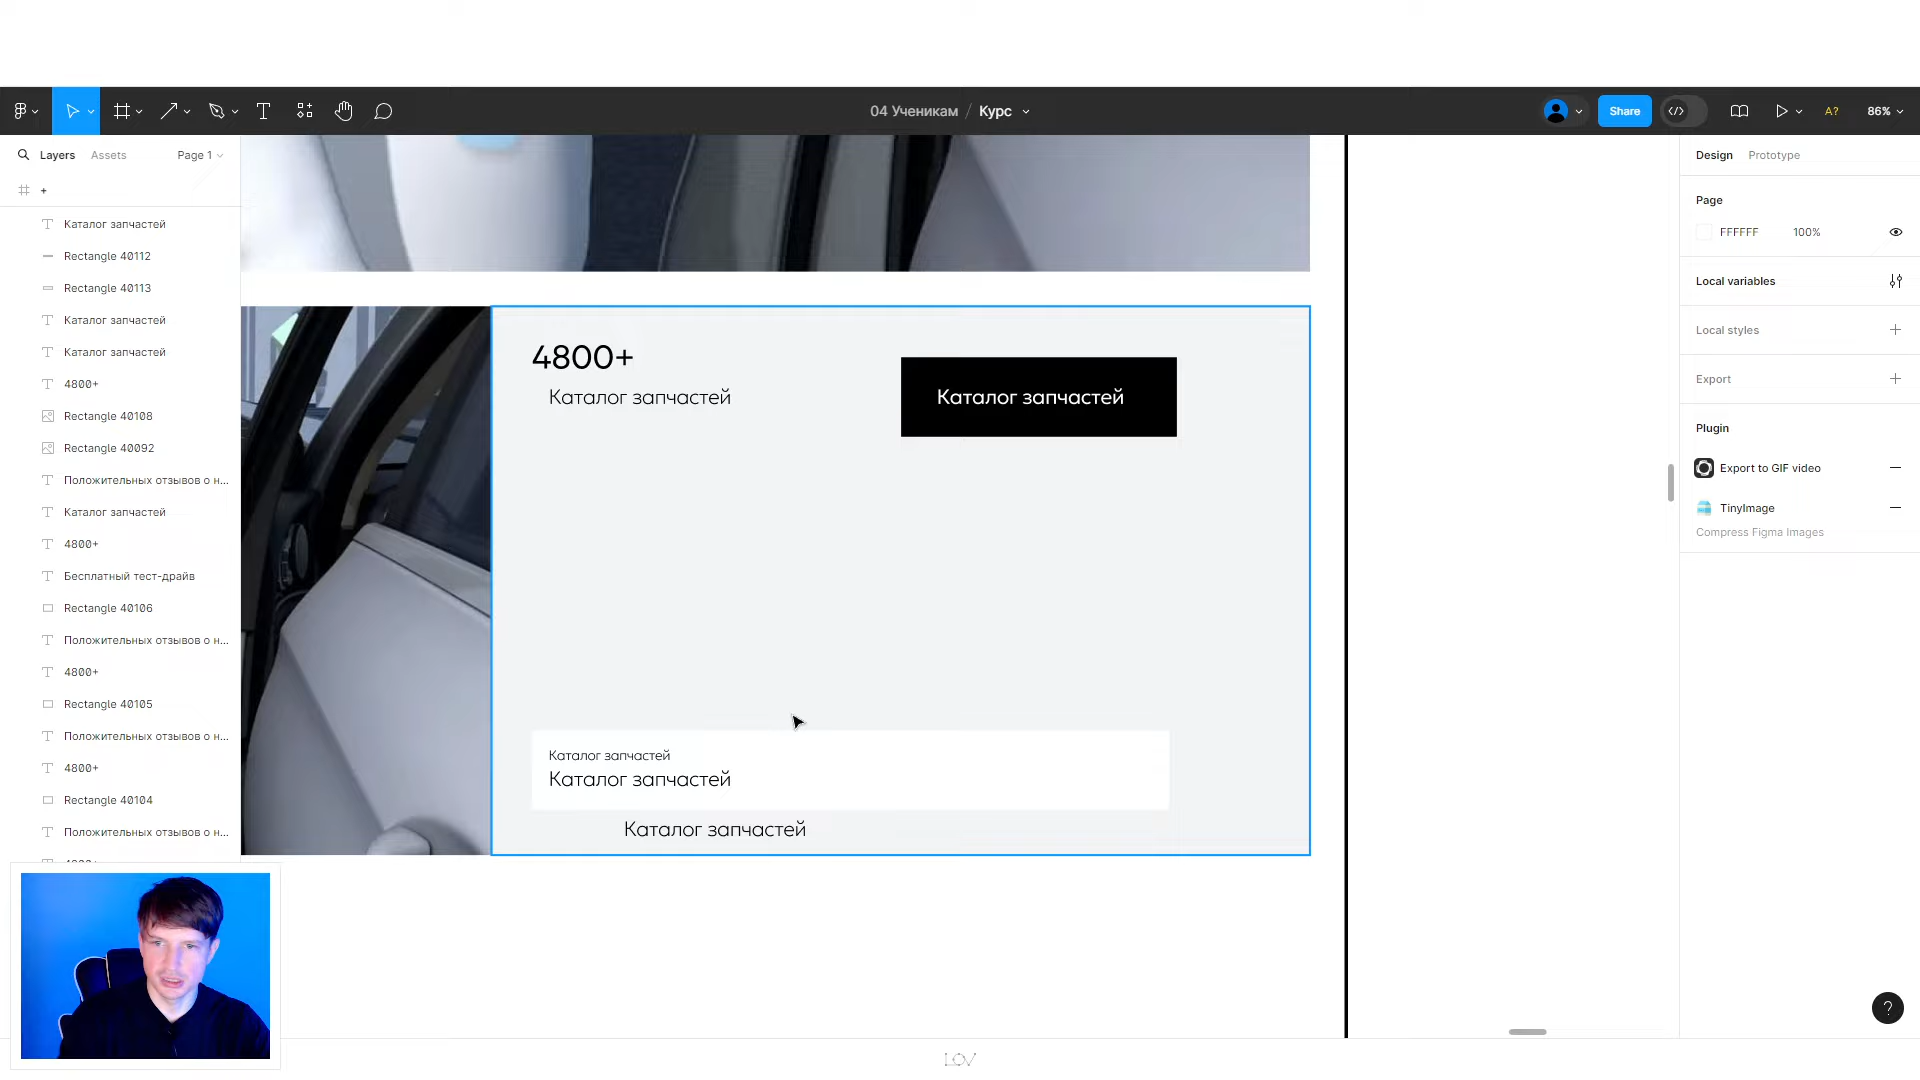 04 Ученикам / Курс
Share
A?
86%
Layers
Assets
Page 1
+
Каталог запчастей
Rectangle 40112
Rectangle 40113
Каталог запчастей
Каталог запчастей
4800+
Rectangle 40108
Rectangle 40092
Положительных отзывов о н...
Каталог запчастей
4800+
Бесплатный тест-драйв
Rectangle 40106
Положительных отзывов о н...
4800+
Rectangle 40105
Положительных отзывов о н...
4800+
Rectangle 40104
Положительных отзывов о н...
4800+
Каталог запчастей
Каталог запчастей
Каталог запчастей
Каталог запчастей
Каталог запчастей
Design
Prototype
Page
FFFFFF
100%
Local variables
Local styles
Export
Plugin
Export to GIF video
TinyImage
Compress Figma Images
?
LOV